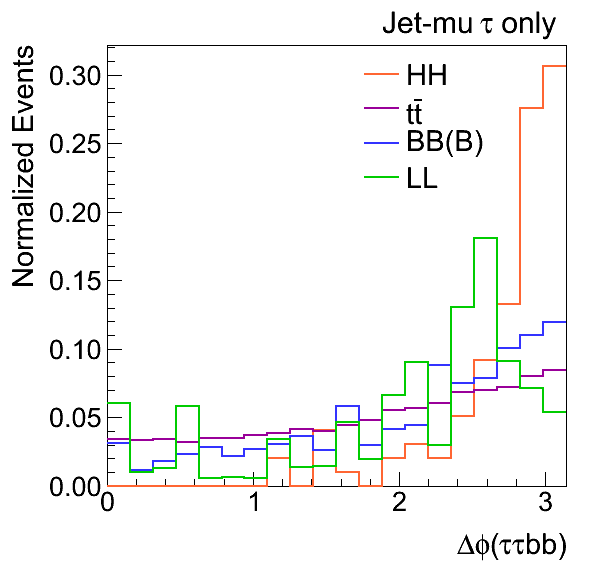 Jet-mu τ only
Normalized Events
0.30
0.25
0.20
0.15
0.10
0.05
0.00
HH
tt̄
BB(B)
LL
0 1 2 3
Δϕ(ττbb)